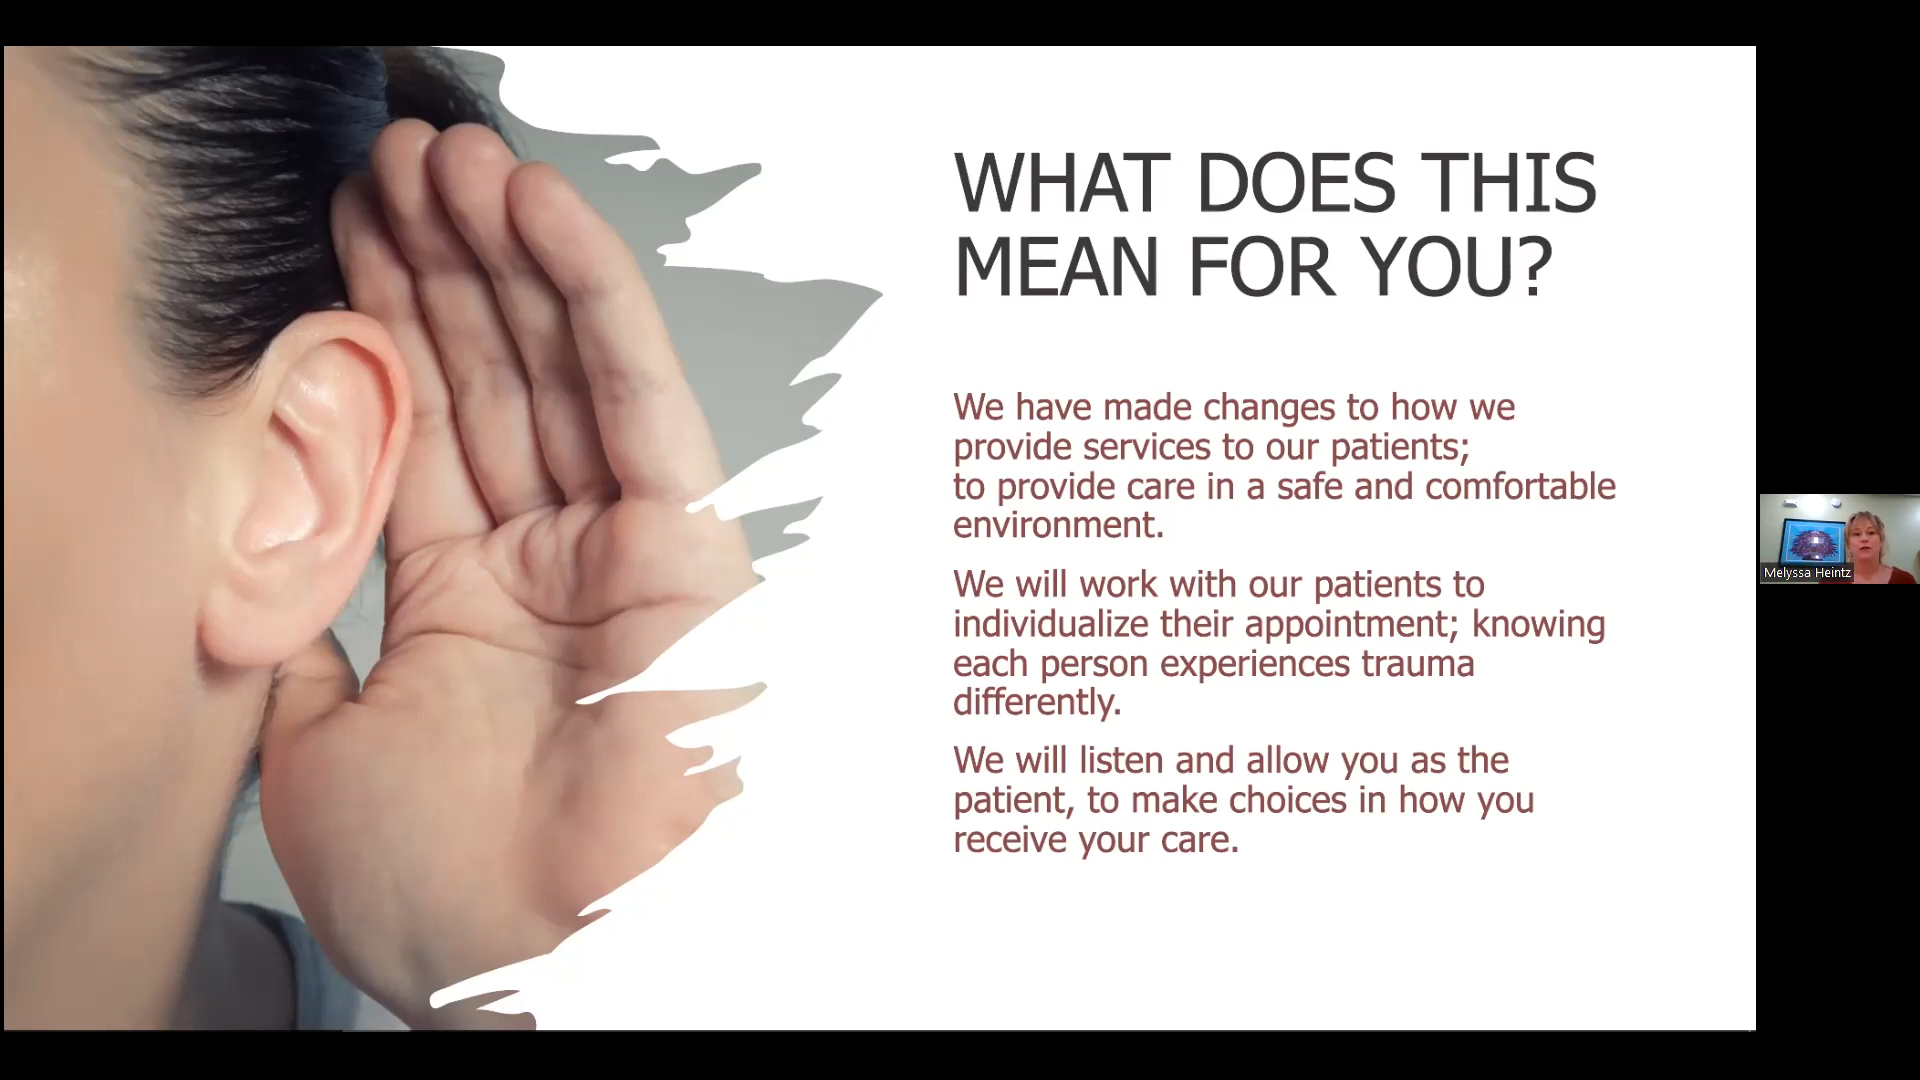 WHAT DOES THIS
MEAN FOR YOU?
We have made changes to how we
provide services to our patients;
to provide care in a safe and comfortable
environment.
We will work with our patients to
individualize their appointment; knowing
each person experiences trauma
differently.
We will listen and allow you as the
patient, to make choices in how you
receive your care.
Melyssa Heintz